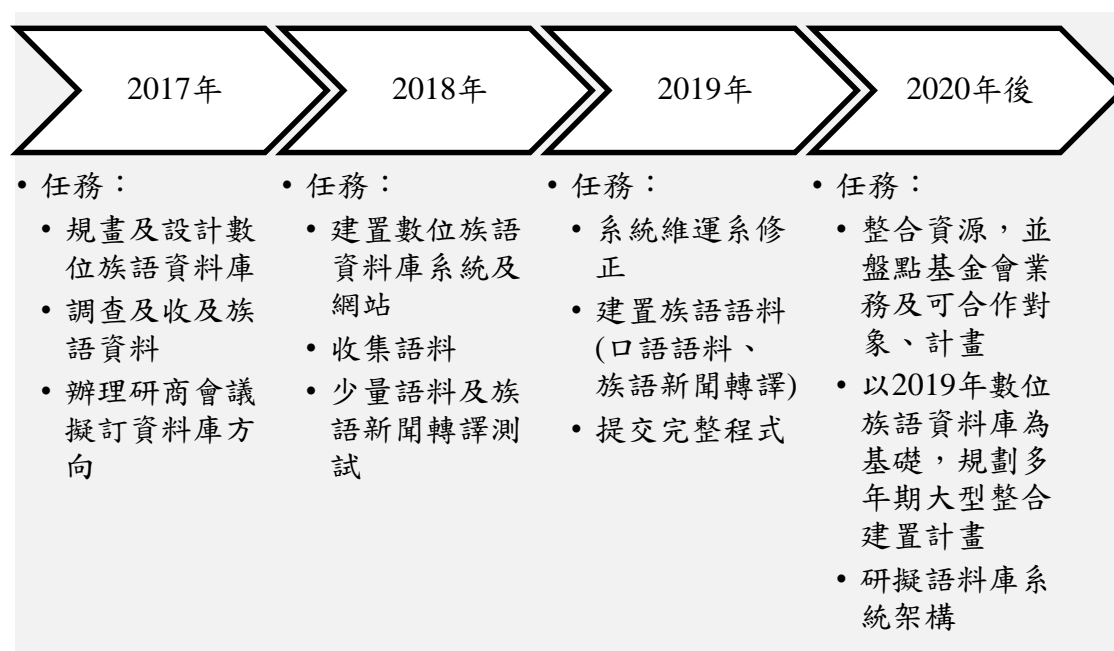 2017年
2018年
2019年
2020年後
• 任務：
• 規畫及設計數
位族語資料庫
• 調查及收及族
語資料
• 辦理研商會議
擬訂資料庫方
向
• 任務：
• 建置數位族語
資料庫系統及
網站
• 收集語料
• 少量語料及族
語新聞轉譯測
試
• 任務：
• 系統維運系修
正
• 建置族語語料
(口語語料、
族語新聞轉譯)
• 提交完整程式
• 任務：
• 整合資源，並
盤點基金會業
務及可合作對
象、計畫
• 以2019年數位
族語資料庫為
基礎，規劃多
年期大型整合
建置計畫
• 研擬語料庫系
統架構